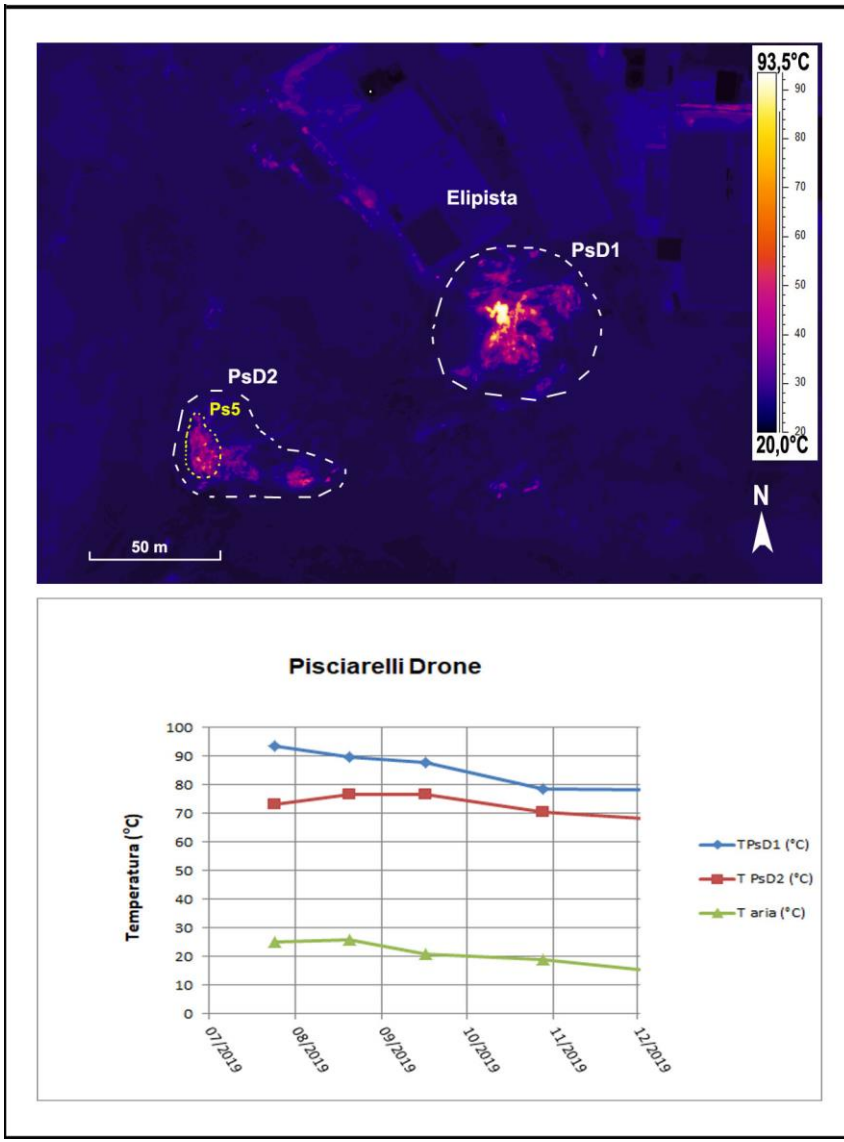 93,5°C
90
80
70
60
50
40
30
20
20,0°C
Elipista
PsD1
PsD2
Ps5
50 m
N
Pisciarelli Drone
Temperatura (°C)
100
90
80
70
60
50
40
30
20
10
0
07/2019
08/2019
09/2019
10/2019
11/2019
12/2019
TPsD1 (°C)
T PsD2 (°C)
T aria (°C)